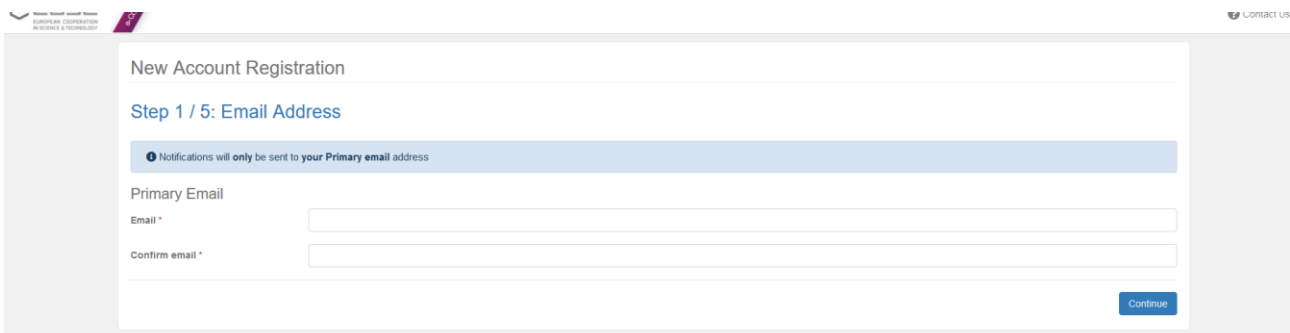 EUROPEAN COOPERATION
IN SCIENCE & TECHNOLOGY
Contact Us
New Account Registration
Step 1 / 5: Email Address
Notifications will only be sent to your Primary email address
Primary Email
Email *
Confirm email *
Continue